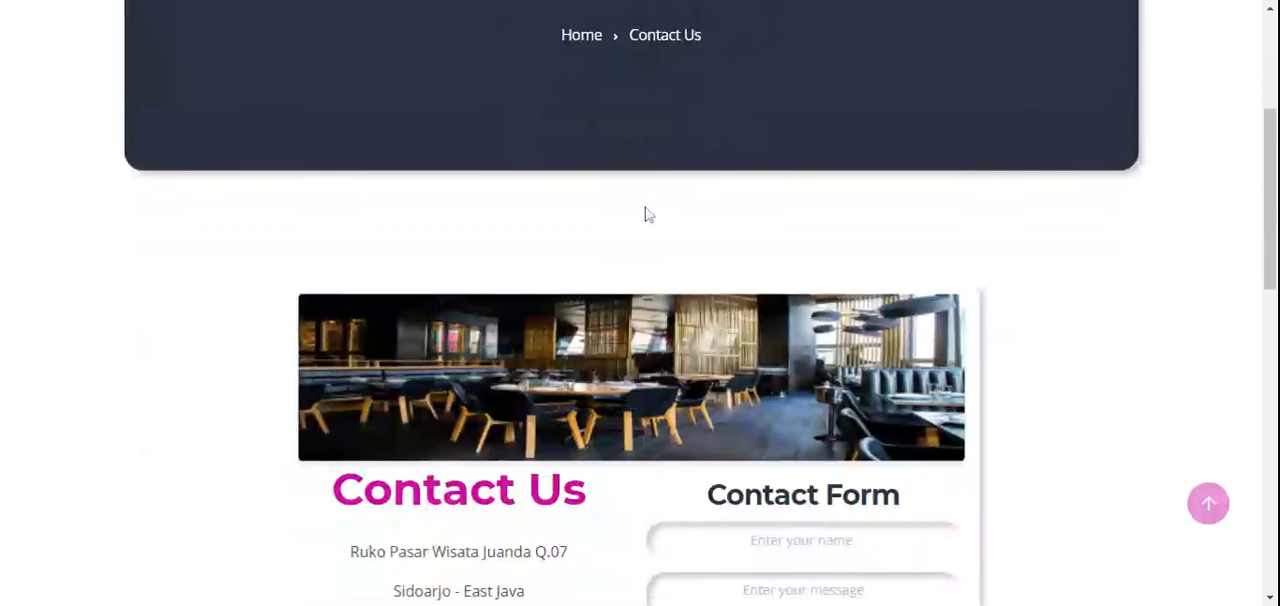 Home › Contact Us
Contact Us
Ruko Pasar Wisata Juanda Q.07
Sidoarjo - East Java
Contact Form
Enter your name
Enter your message